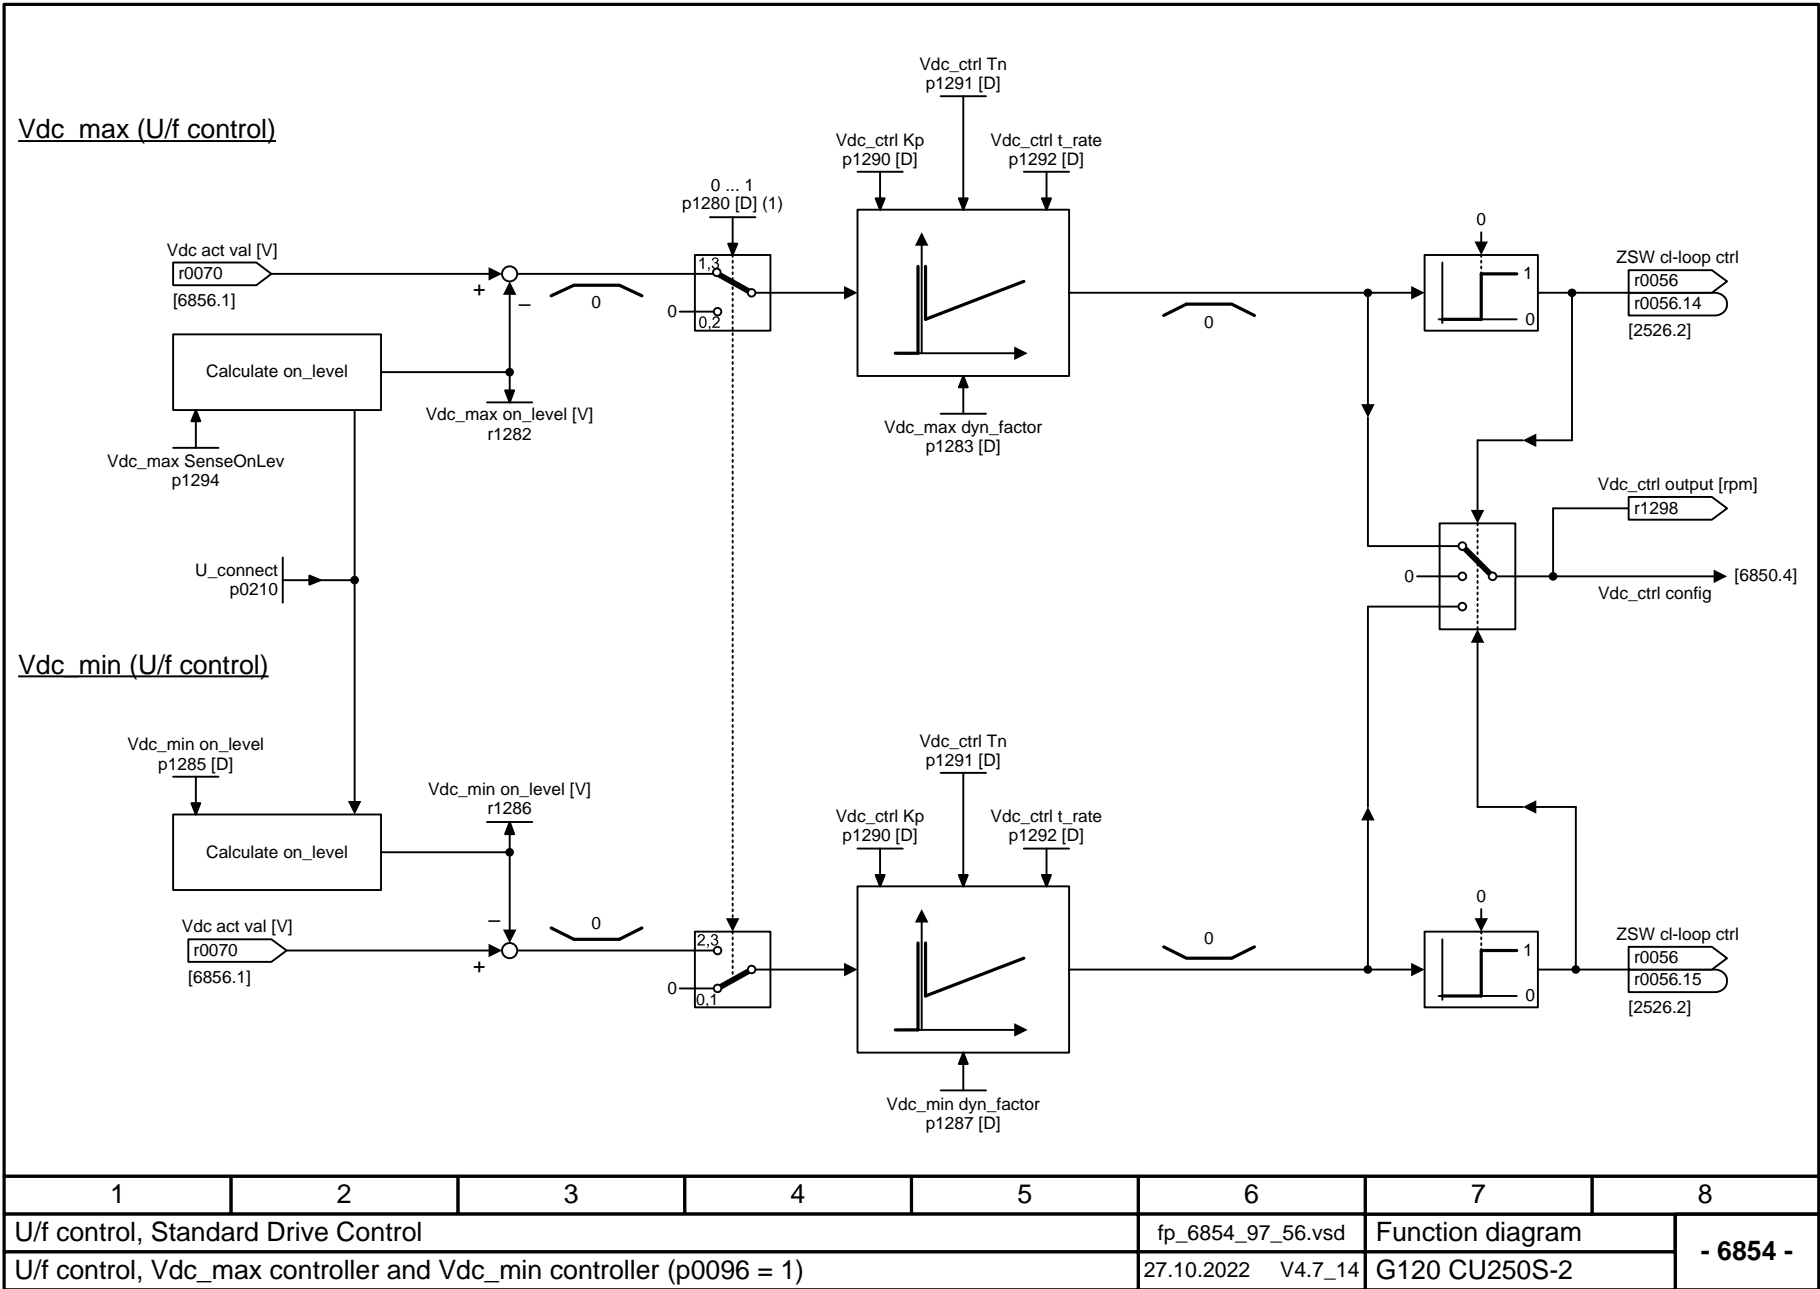 Vdc_max (U/f control)
Vdc_ctrl Tn
p1291 [D]
Vdc_ctrl Kp
p1290 [D]
Vdc_ctrl t_rate
p1292 [D]
0 ... 1
p1280 [D] (1)
Vdc act val [V]
r0070
[6856.1]
+
–
0
1,3
0
0,2
0
0
1
0
ZSW cl-loop ctrl
r0056
r0056.14
[2526.2]
Calculate on_level
Vdc_max on_level [V]
r1282
Vdc_max SenseOnLev
p1294
Vdc_max dyn_factor
p1283 [D]
Vdc_ctrl output [rpm]
r1298
U_connect
p0210
0
[6850.4]
Vdc_ctrl config
Vdc_min (U/f control)
Vdc_min on_level
p1285 [D]
Vdc_min on_level [V]
r1286
Calculate on_level
Vdc_ctrl Tn
p1291 [D]
Vdc_ctrl Kp
p1290 [D]
Vdc_ctrl t_rate
p1292 [D]
Vdc act val [V]
r0070
[6856.1]
–
+
0
2,3
0
0,1
0
0
1
0
ZSW cl-loop ctrl
r0056
r0056.15
[2526.2]
Vdc_min dyn_factor
p1287 [D]
1 2 3 4 5 6 7 8
U/f control, Standard Drive Control
fp_6854_97_56.vsd
Function diagram
- 6854 -
U/f control, Vdc_max controller and Vdc_min controller (p0096 = 1)
27.10.2022 V4.7_14
G120 CU250S-2